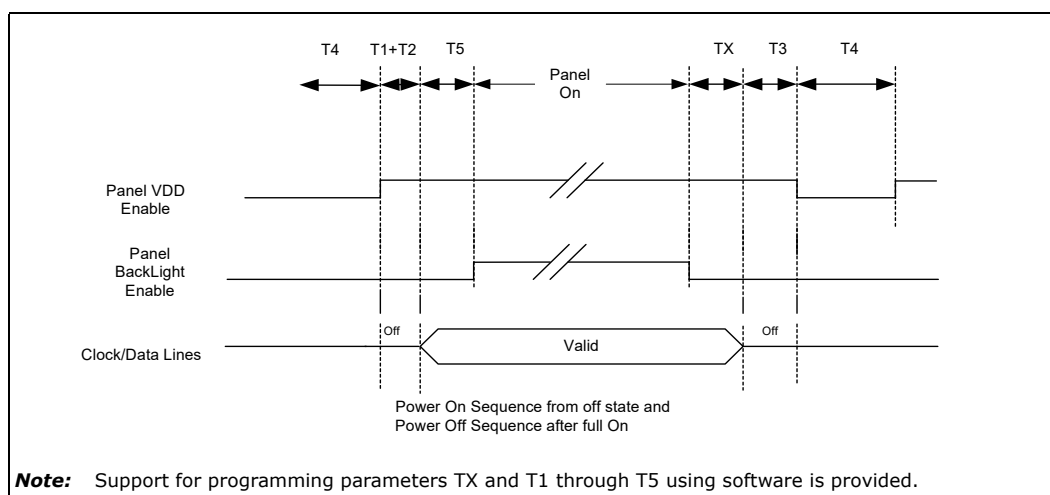 T4 T1+T2 T5 TX T3 T4
Panel
On
Panel VDD
Enable
Panel
BackLight
Enable
Off Off
Clock/Data Lines Valid
Power On Sequence from off state and
Power Off Sequence after full On
Note: Support for programming parameters TX and T1 through T5 using software is provided.